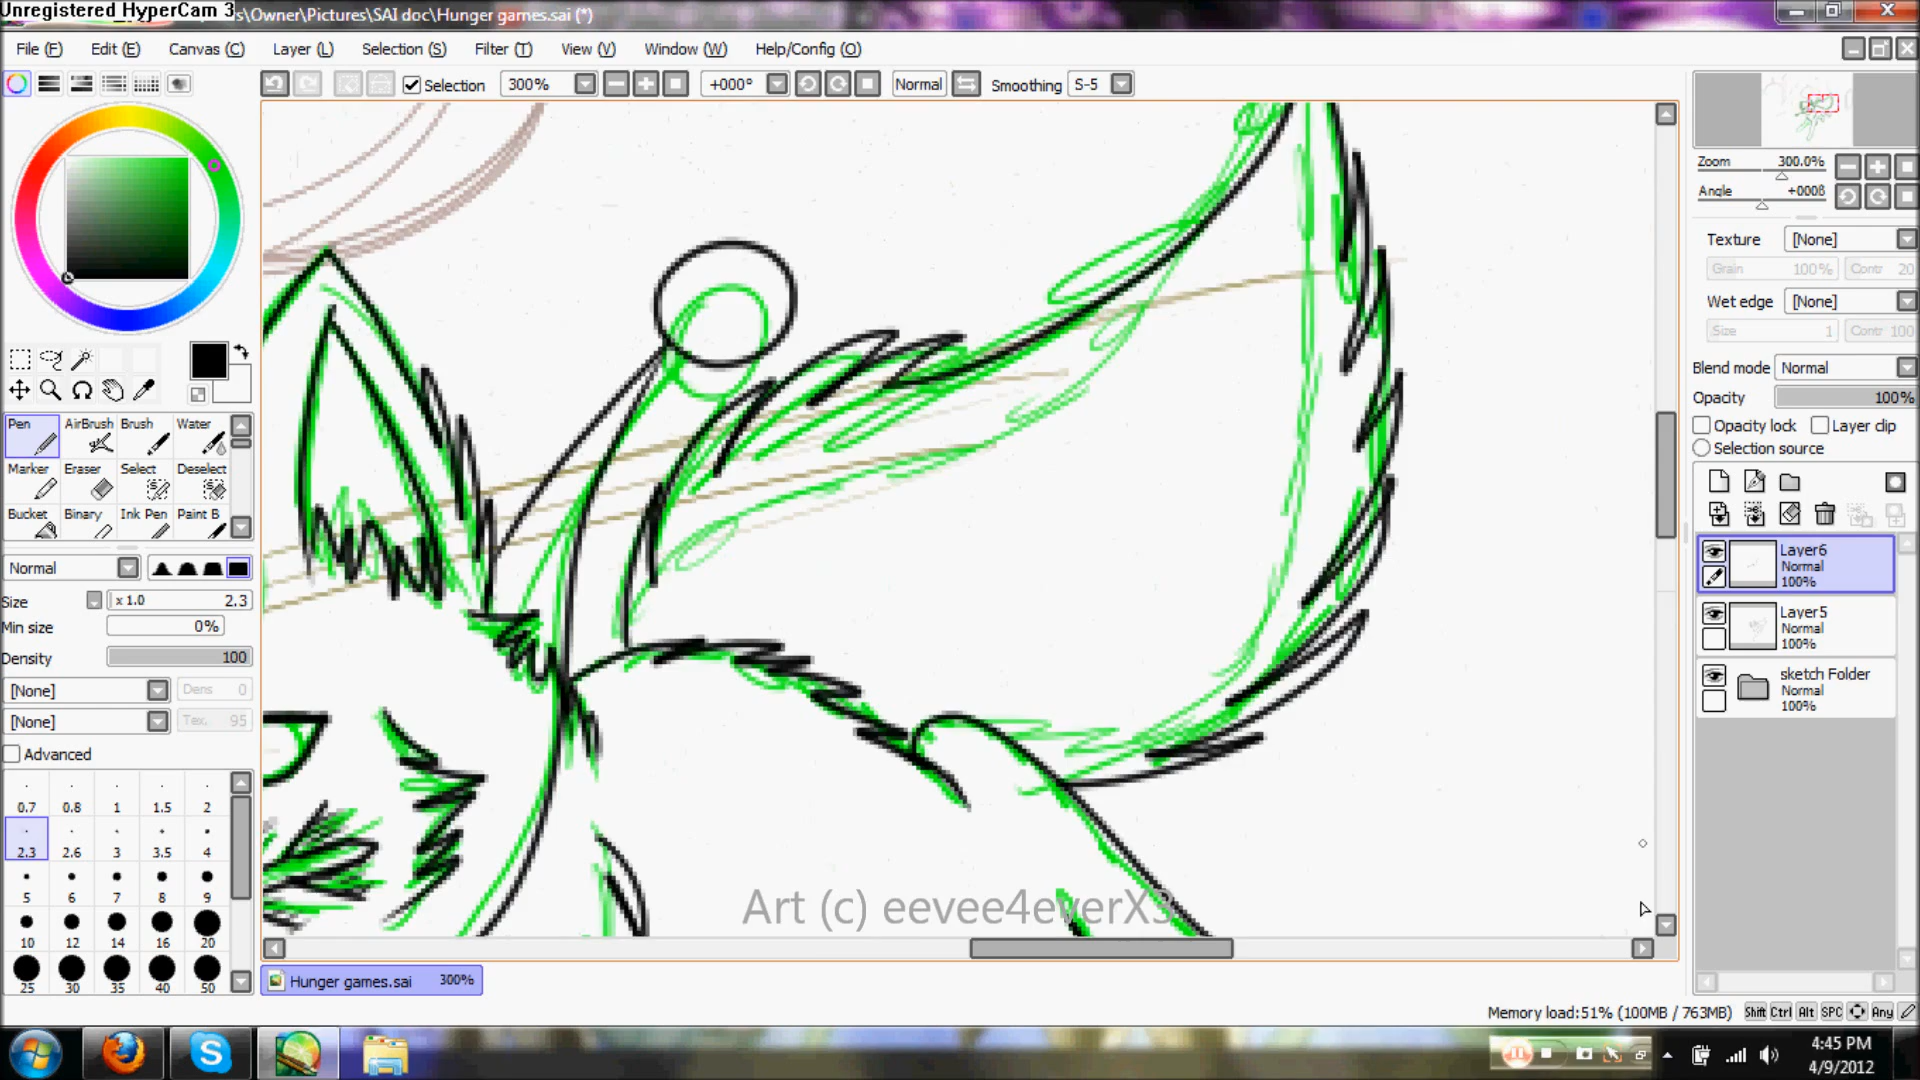 Unregistered HyperCam 3
s\Owner\Pictures\SAI doc\Hunger games.sai (*)
File (F) Edit (E) Canvas (C) Layer (L) Selection (S) Filter (T) View (V) Window (W) Help/Config (O)
Selection 300% +000° Normal Smoothing S-5
Zoom 300.0%
Angle +000ß
Texture [None]
Grain 100% Contr 20
Wet edge [None]
Size 1 Contr 100
Blend mode Normal
Opacity 100%
Opacity lock Layer clip
Selection source
Pen AirBrush Brush Water
Marker Eraser Select Deselect
Bucket Binary Ink Pen Paint B
Normal
Size x 1.0 2.3
Min size 0%
Density 100
[None] Dens 0
[None] Tex. 95
Advanced
0.7 0.8 1 1.5 2
2.3 2.6 3 3.5 4
5 6 7 8 9
10 12 14 16 20
25 30 35 40 50
Layer6
Normal
100%
Layer5
Normal
100%
sketch Folder
Normal
100%
Art (c) eevee4everX3
Hunger games.sai 300%
Memory load:51% (100MB / 763MB) Shift Ctrl Alt SPC Any
4:45 PM
4/9/2012